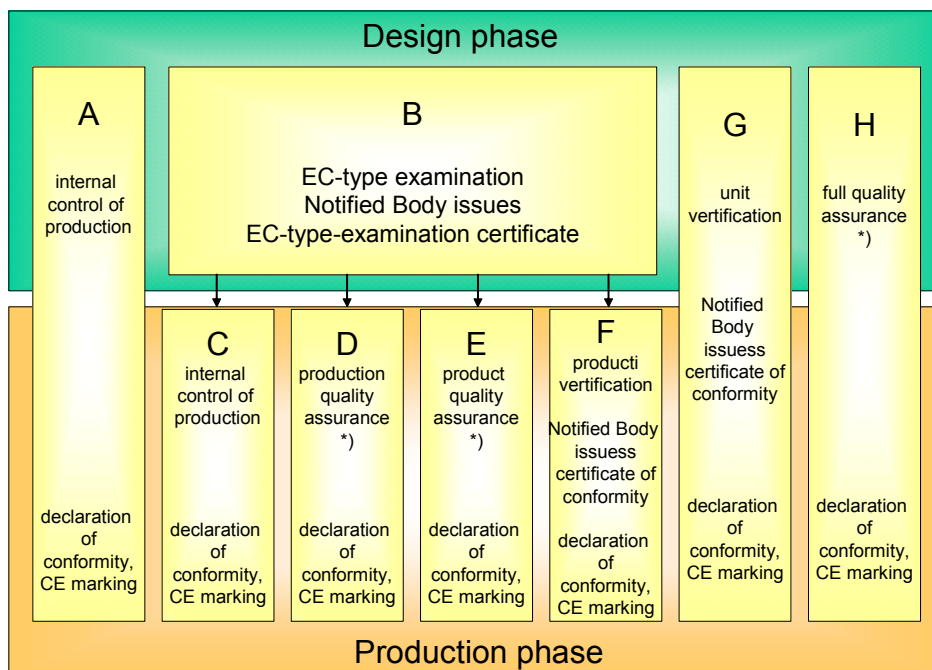 Design phase
A
internal
control of
production
declaration
of
conformity,
CE marking
B
EC-type examination
Notified Body issues
EC-type-examination certificate
C
internal
control of
production
declaration
of
conformity,
CE marking
D
production
quality
assurance
*)
declaration
of
conformity,
CE marking
E
product
quality
assurance
*)
declaration
of
conformity,
CE marking
F
producti
vertification
Notified Body
issuess
certificate of
conformity
declaration
of
conformity,
CE marking
G
unit
vertification
Notified
Body
issuess
certificate of
conformity
declaration
of
conformity,
CE marking
H
full quality
assurance
*)
declaration
of
conformity,
CE marking
Production phase